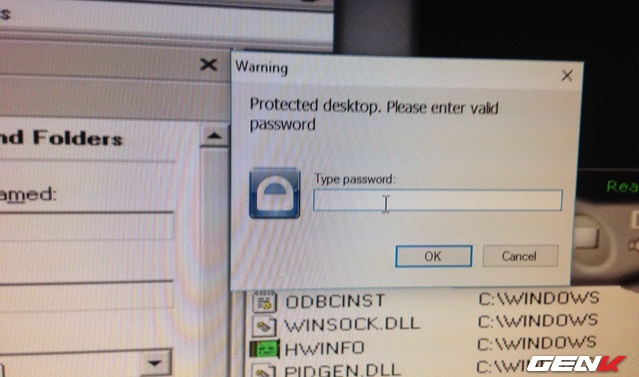 s
nd Folders
amed:
Warning
Protected desktop. Please enter valid
password
Type password:
OK
Cancel
Rea
ODBCINST
C:\WINDOWS
WINSOCK.DLL
C:\WINDOWS
HWINFO
C:\WINDOWS
PIDGEN.DLL
C:\WINDOWS
GENK